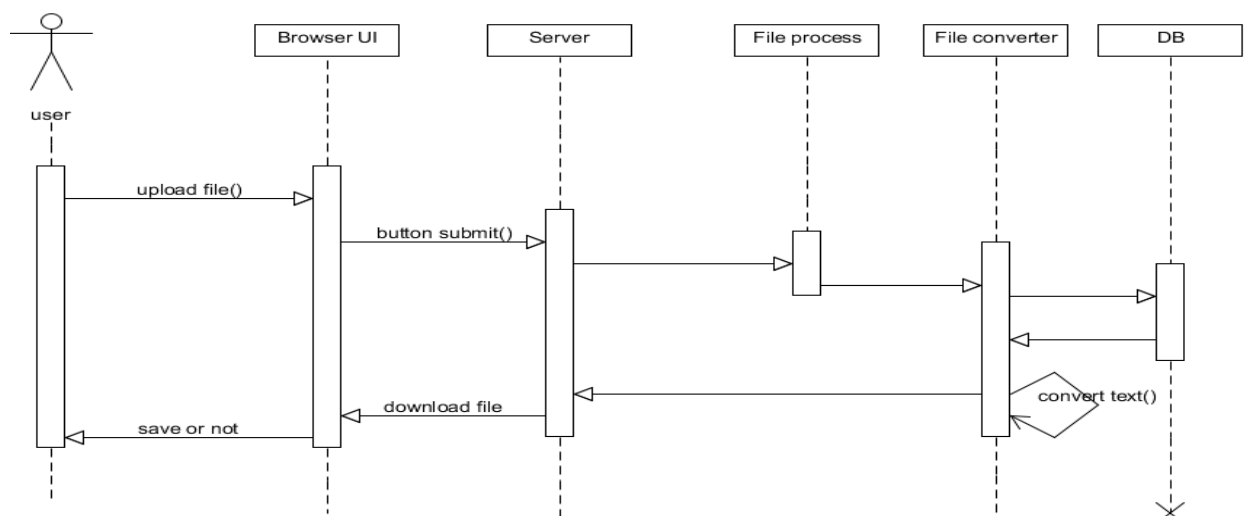 Browser UI
Server
File process
File converter
DB
user
upload file()
button submit()
convert text()
download file
save or not